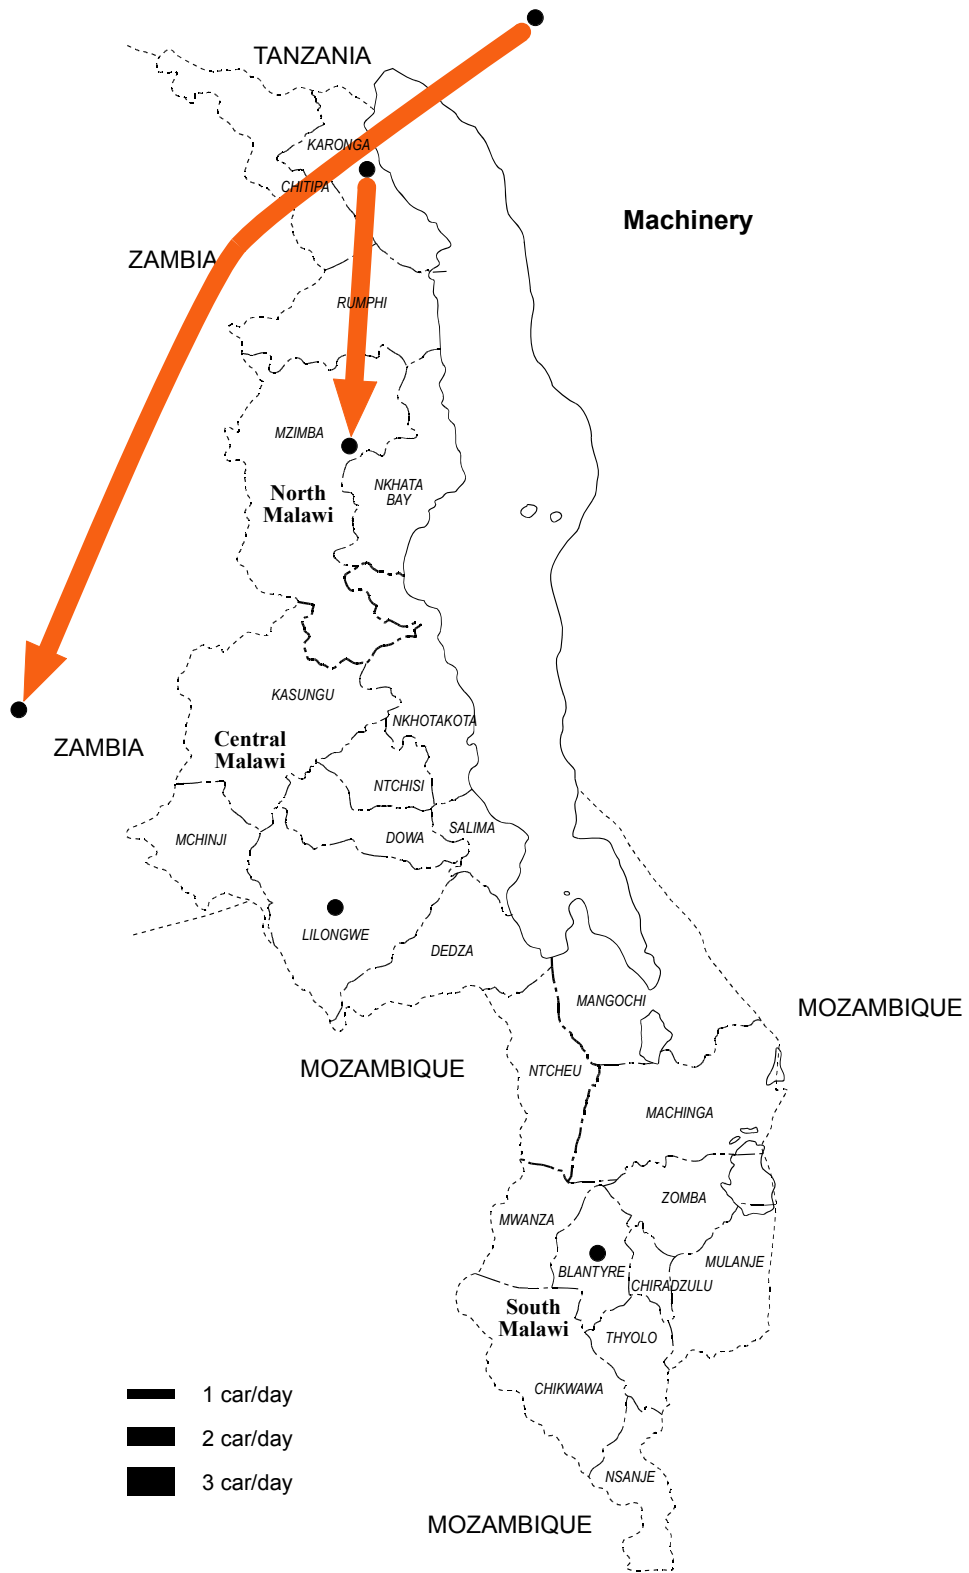 TANZANIA
KARONGA
CHITIPA
Machinery
ZAMBIA
RUMPHI
MZIMBA
NKHATA
BAY
North
Malawi
KASUNGU
NKHOTAKOTA
ZAMBIA
Central
Malawi
NTCHISI
MCHINJI
DOWA
SALIMA
LILONGWE
DEDZA
MANGOCHI
MOZAMBIQUE
MOZAMBIQUE
NTCHEU
MACHINGA
ZOMBA
MWANZA
BLANTYRE
MULANJE
CHIRADZULU
South
Malawi
THYOLO
CHIKWAWA
1 car/day
2 car/day
3 car/day
NSANJE
MOZAMBIQUE